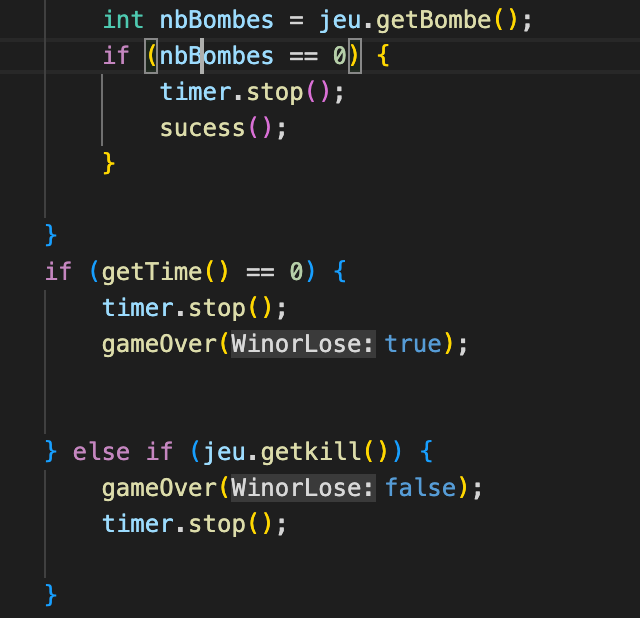 int nbBombes = jeu.getBombe();
if (nbBombes == 0) {
timer.stop();
sucess();
}
}
if (getTime() == 0) {
timer.stop();
gameOver(WinorLose: true);
} else if (jeu.getkill()) {
gameOver(WinorLose: false);
timer.stop();
}